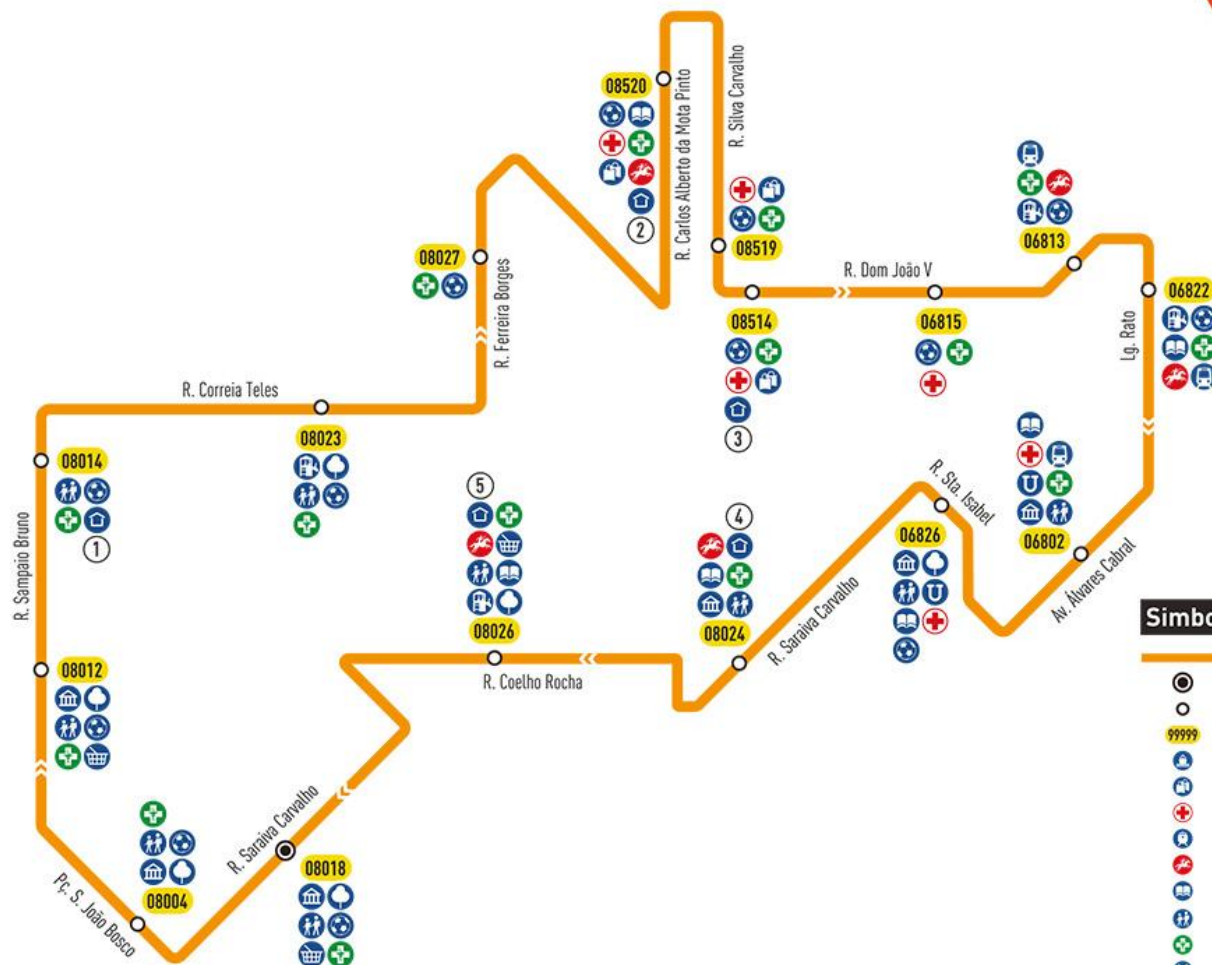 08520
R. Carlos Alberto da Mota Pinto
R. Silva Carvalho
2
08519
08027
R. Ferreira Borges
R. Dom João V
06813
06822
08514
3
06815
Lg. Rato
R. Correia Teles
08014
1
08023
R. Sampaio Bruno
5
08026
R. Coelho Rocha
4
08024
R. Saraiva Carvalho
R. Sta. Isabel
06826
06802
Av. Álvares Cabral
08012
08004
Pç. S. João Bosco
R. Saraiva Carvalho
08018
Simbo
99999